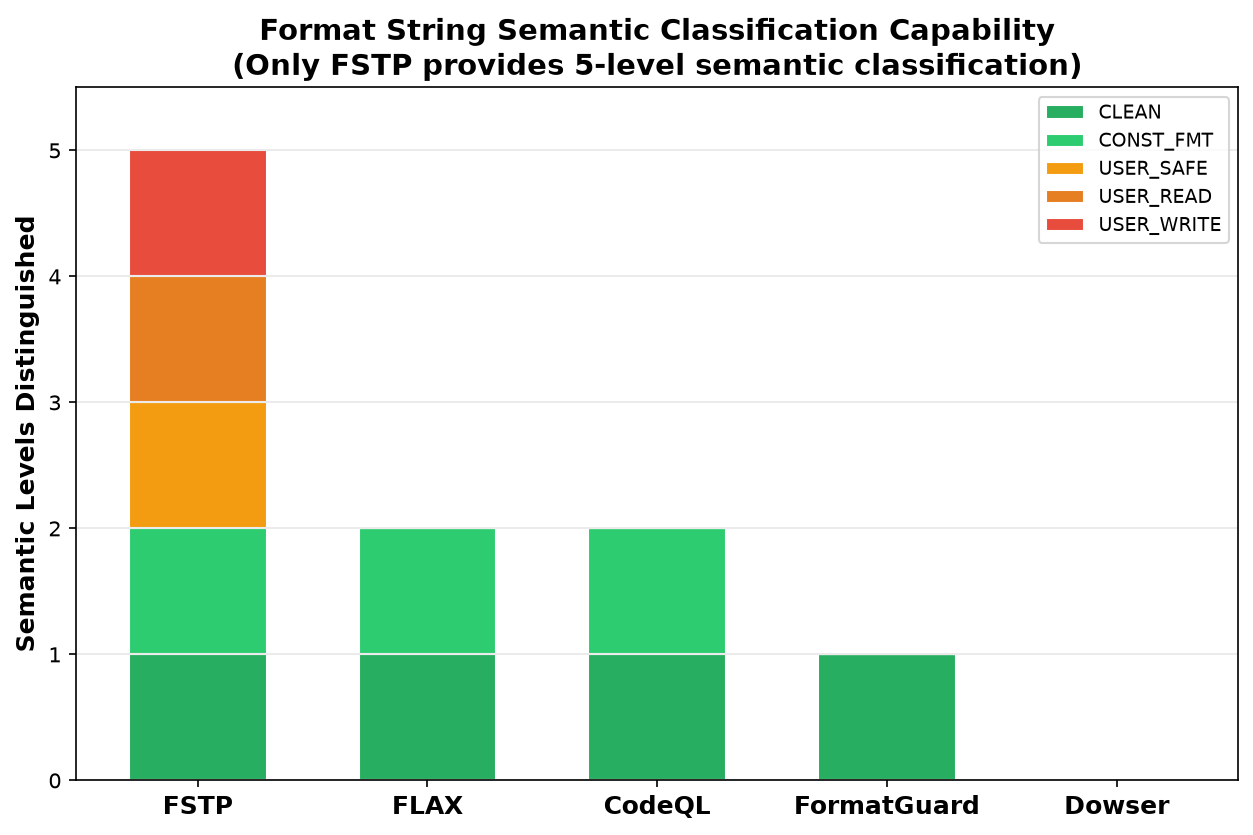 Format String Semantic Classification Capability
(Only FSTP provides 5-level semantic classification)
Semantic Levels Distinguished
5
4
3
2
1
0
CLEAN
CONST_FMT
USER_SAFE
USER_READ
USER_WRITE
FSTP
FLAX
CodeQL
FormatGuard
Dowser